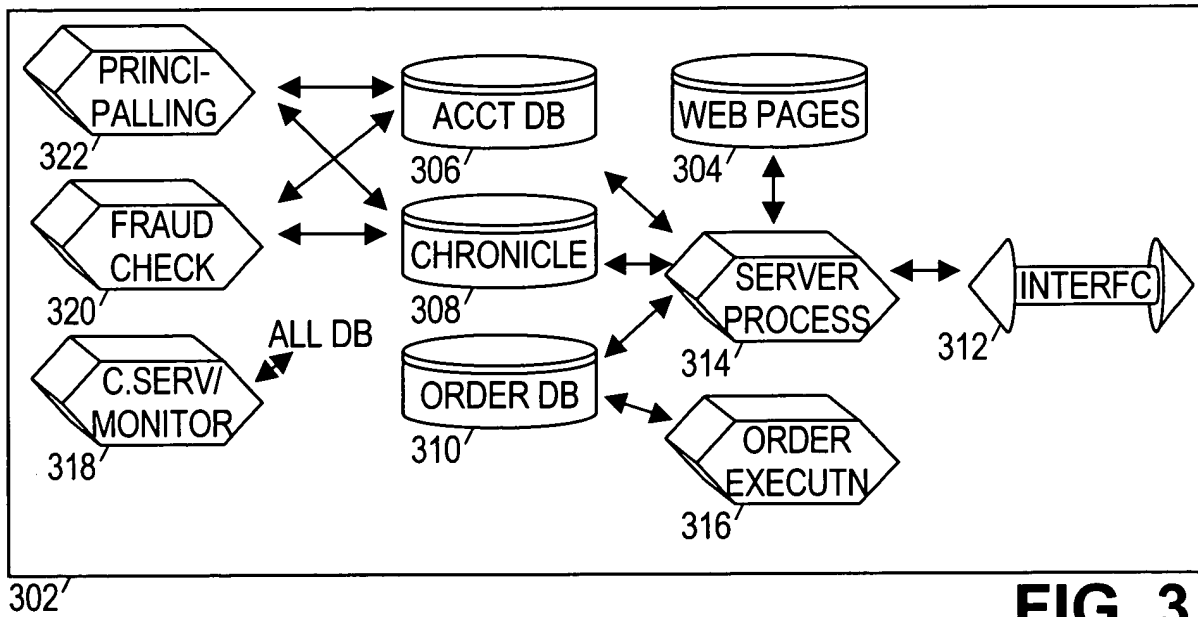 PRINCI-
PALLING
322
ACCT DB
306
WEB PAGES
304
FRAUD
CHECK
320
CHRONICLE
308
SERVER
PROCESS
314
INTERFC
312
ALL DB
C.SERV/
MONITOR
318
ORDER DB
310
ORDER
EXECUTN
316
302
FIG. 3